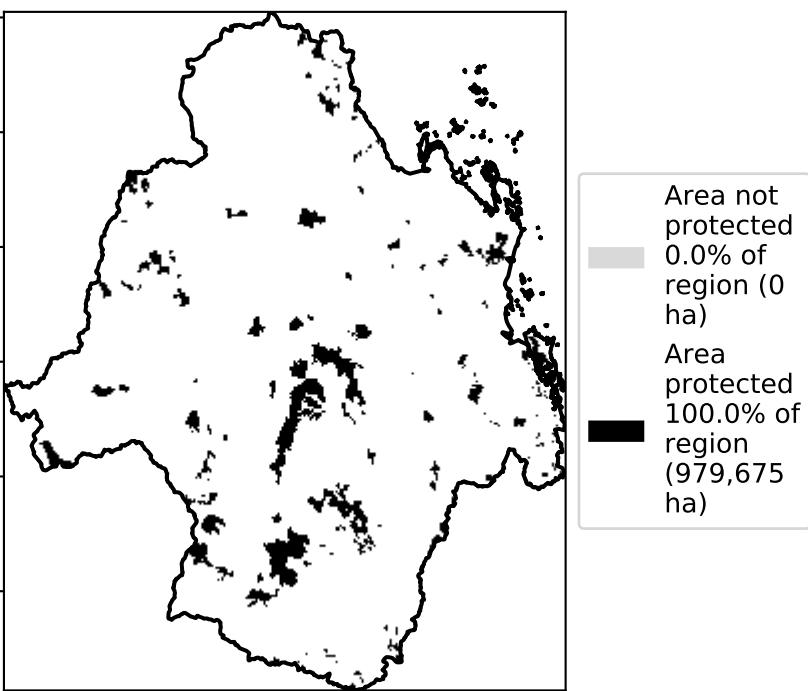 Area not
protected
0.0% of
region (0
ha)
Area
protected
100.0% of
region
(979,675
ha)